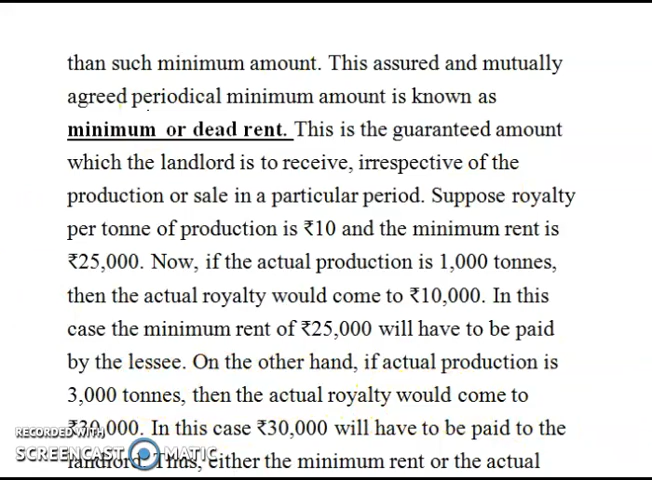 than such minimum amount. This assured and mutually
agreed periodical minimum amount is known as
minimum or dead rent. This is the guaranteed amount
which the landlord is to receive, irrespective of the
production or sale in a particular period. Suppose royalty
per tonne of production is ₹10 and the minimum rent is
₹25,000. Now, if the actual production is 1,000 tonnes,
then the actual royalty would come to ₹10,000. In this
case the minimum rent of ₹25,000 will have to be paid
by the lessee. On the other hand, if actual production is
3,000 tonnes, then the actual royalty would come to
₹30,000. In this case ₹30,000 will have to be paid to the
RECORDED WITH
landlord. Thus, either the minimum rent or the actual
SCREENCAST MATIC